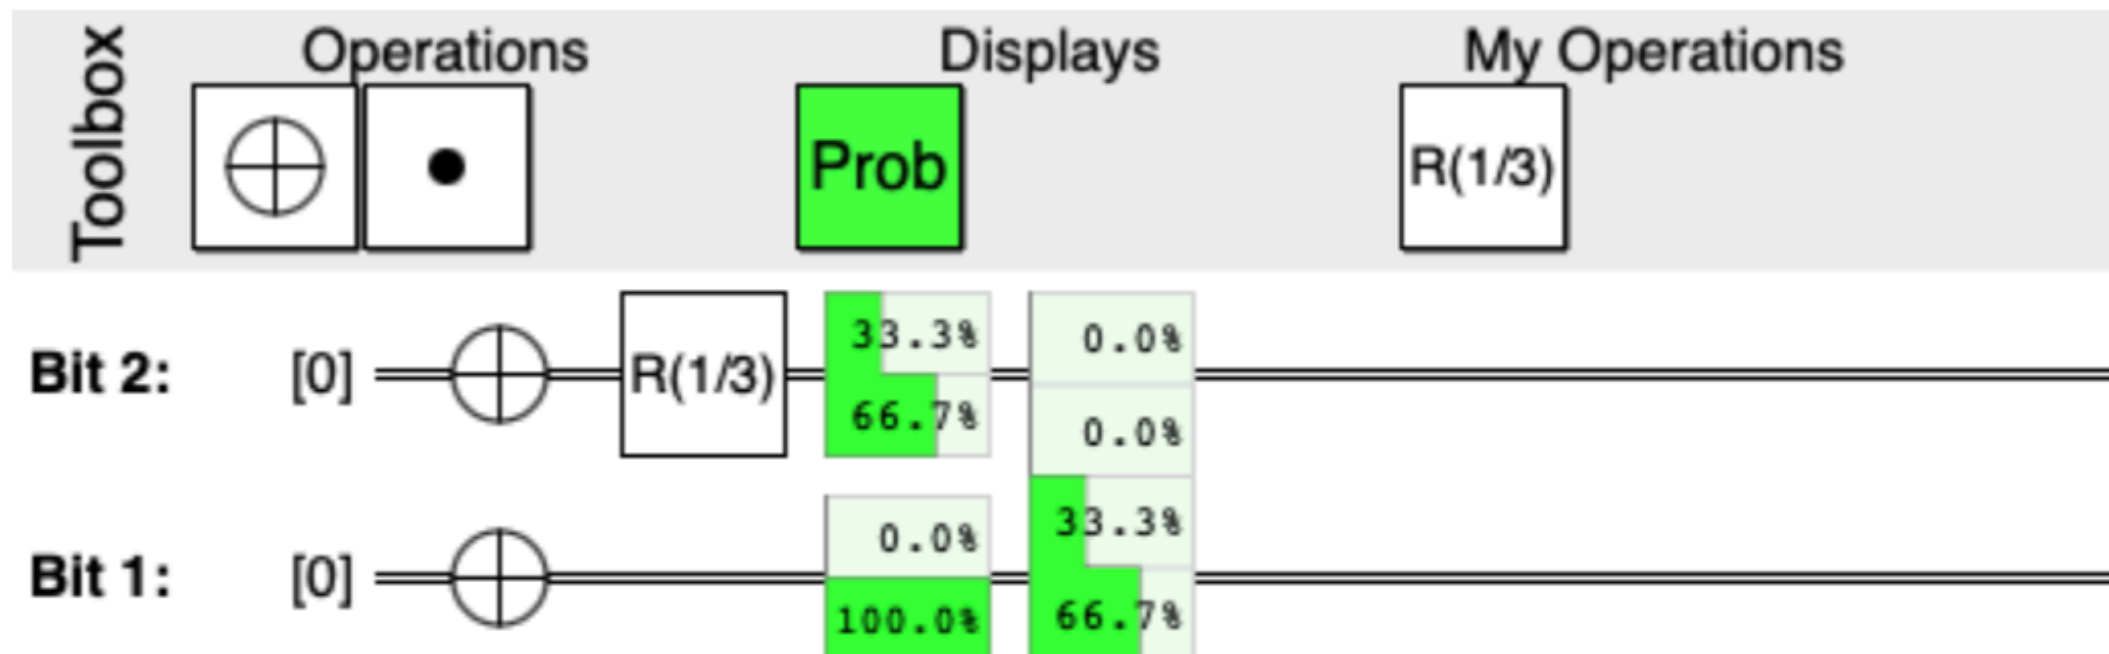 Toolbox
Operations
Displays
My Operations
Prob
R(1/3)
Bit 2:
[0]
R(1/3)
33.3%
66.7%
0.0%
0.0%
33.3%
66.7%
Bit 1:
[0]
0.0%
100.0%